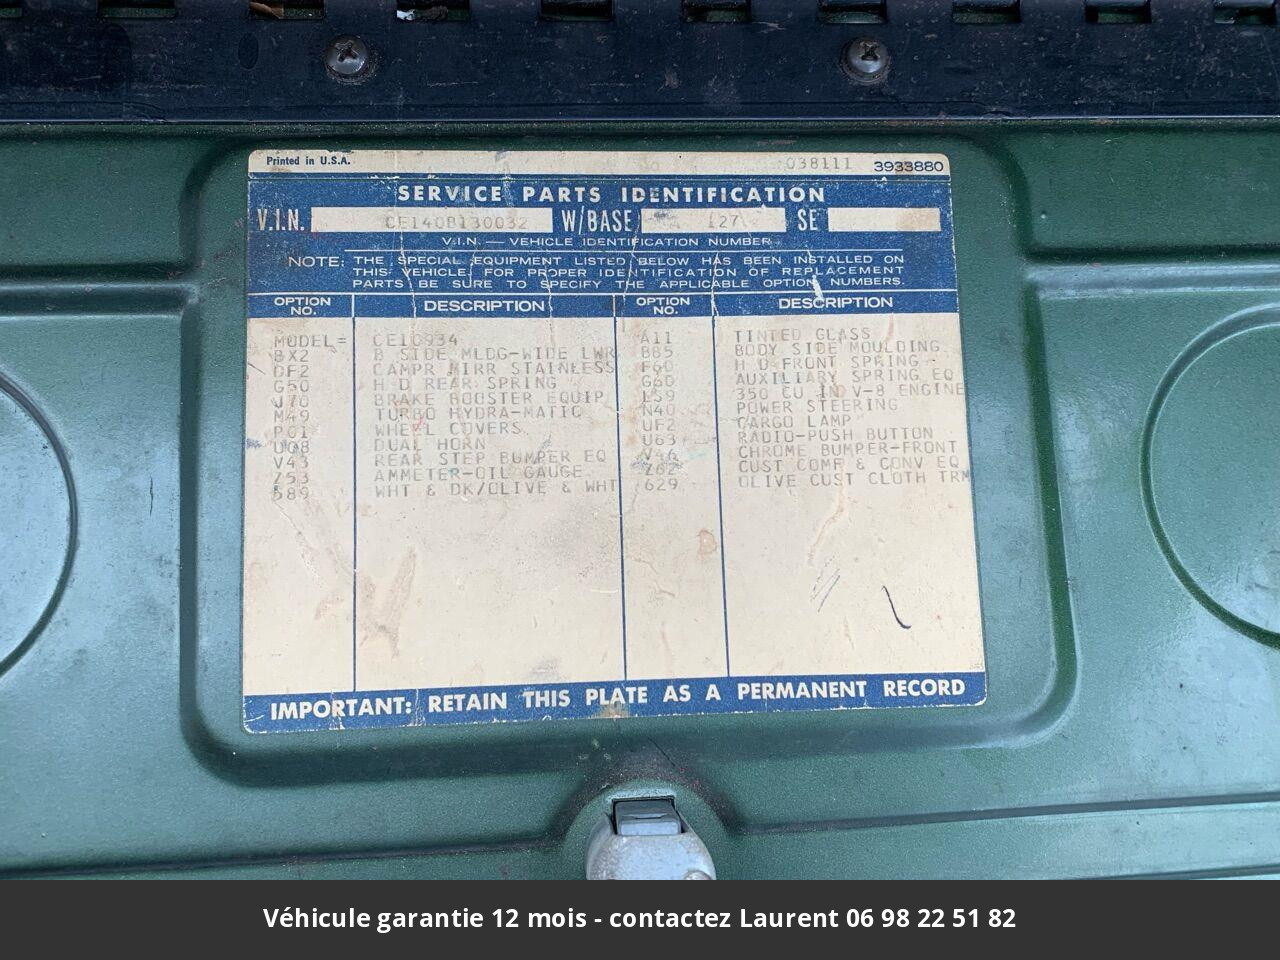 Printed in U.S.A. 038111 3933880
SERVICE PARTS IDENTIFICATION
V.I.N. CE140B130032 W/BASE 127 SE
V.I.N. — VEHICLE IDENTIFICATION NUMBER
NOTE: THE SPECIAL EQUIPMENT LISTED BELOW HAS BEEN INSTALLED ON
THIS VEHICLE. FOR PROPER IDENTIFICATION OF REPLACEMENT
PARTS BE SURE TO SPECIFY THE APPLICABLE OPTION NUMBERS.
OPTION NO. DESCRIPTION OPTION NO. DESCRIPTION
MODEL= CE10934 A11 TINTED GLASS
BX2 B SIDE MLDG-WIDE LWR B85 BODY SIDE MOULDING
DF2 CAMPR MIRR STAINLESS F60 H D FRONT SPRING
G50 H D REAR SPRING G60 AUXILIARY SPRING EQ
J70 BRAKE BOOSTER EQUIP LS9 350 CU IN V-8 ENGINE
M49 TURBO HYDRA-MATIC N40 POWER STEERING
P01 WHEEL COVERS UF2 CARGO LAMP
U08 DUAL HORN U63 RADIO-PUSH BUTTON
V43 REAR STEP BUMPER EQ V46 CHROME BUMPER-FRONT
Z53 AMMETER-OIL GAUGE Z62 CUST COMF & CONV EQ
589 WHT & DK/OLIVE & WHT 629 OLIVE CUST CLOTH TRM
IMPORTANT: RETAIN THIS PLATE AS A PERMANENT RECORD
Véhicule garantie 12 mois - contactez Laurent 06 98 22 51 82